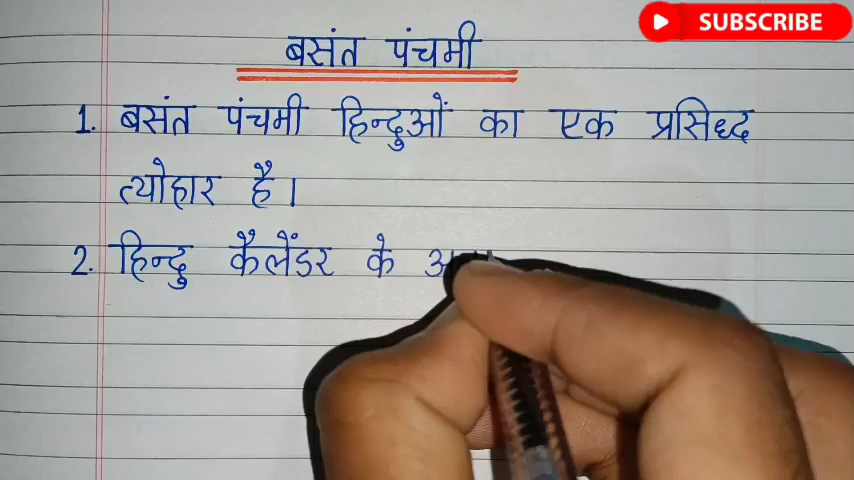 SUBSCRIBE
बसंत पंचमी
1. बसंत पंचमी हिन्दुओं का एक प्रसिध्द
त्योहार है।
2. हिन्दु कैलेंडर के